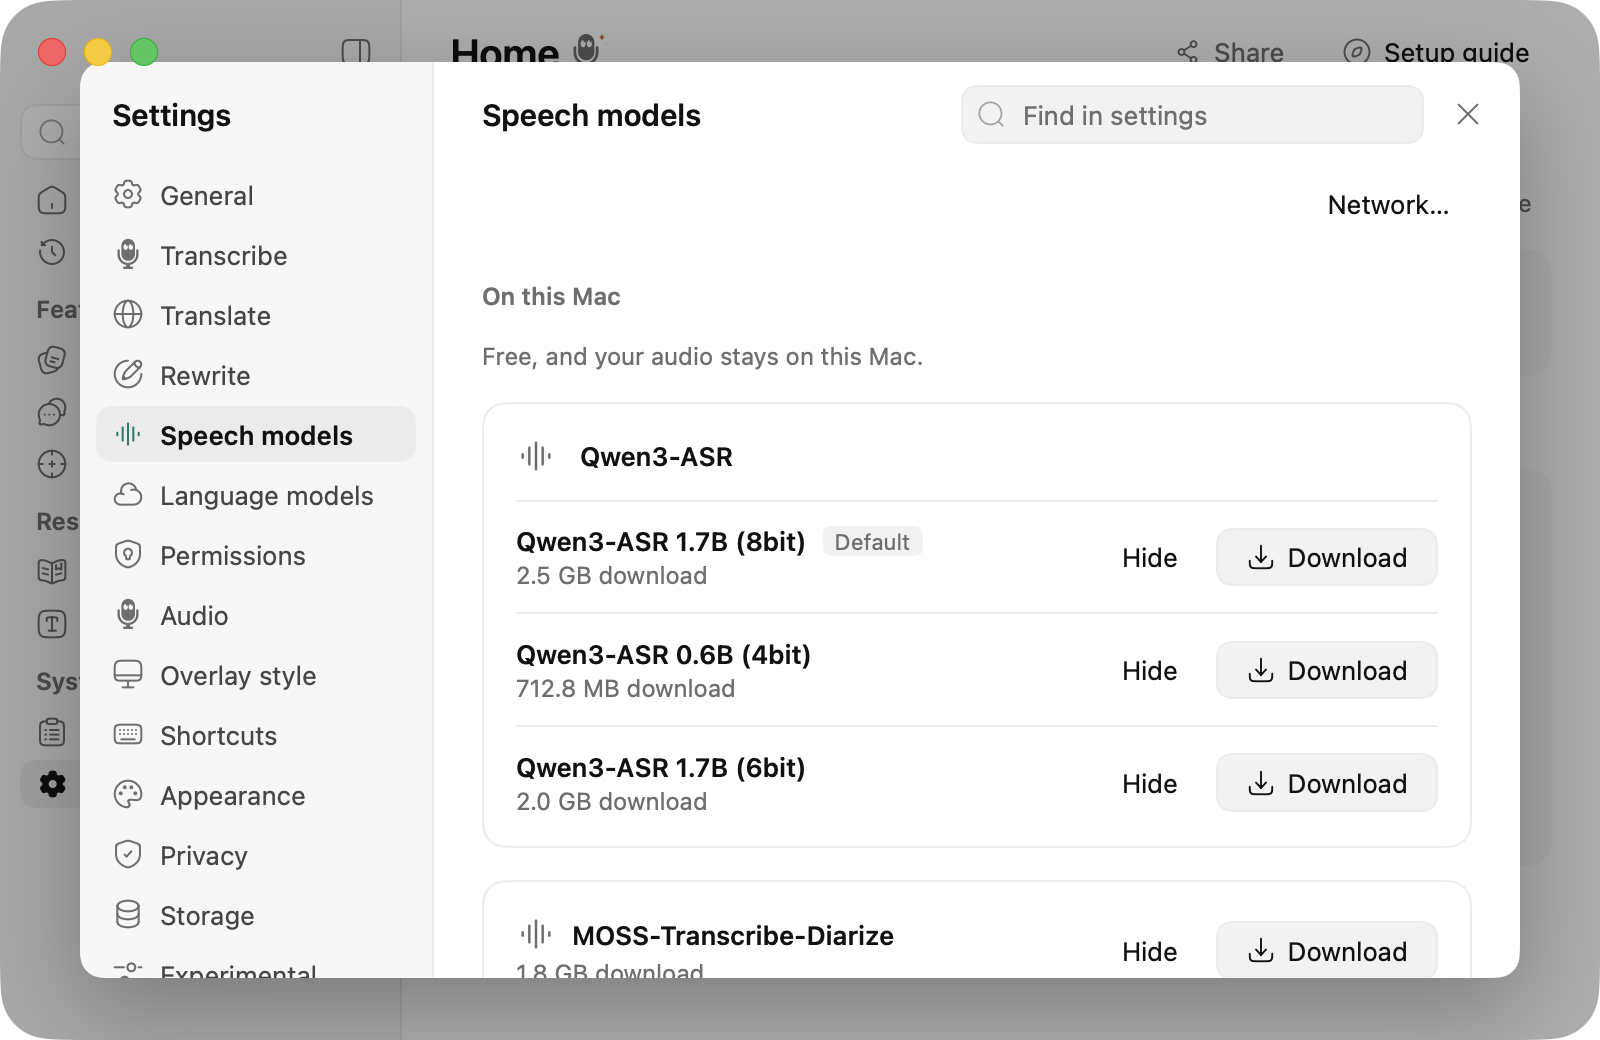 Home
Share
Setup guide
Settings
Speech models
Find in settings
General
Network...
Transcribe
On this Mac
Translate
Free, and your audio stays on this Mac.
Rewrite
Speech models
Qwen3-ASR
Language models
Qwen3-ASR 1.7B (8bit)
Default
2.5 GB download
Hide
Download
Permissions
Audio
Qwen3-ASR 0.6B (4bit)
712.8 MB download
Hide
Download
Overlay style
Shortcuts
Qwen3-ASR 1.7B (6bit)
2.0 GB download
Hide
Download
Appearance
Privacy
Storage
MOSS-Transcribe-Diarize
1.8 GB download
Hide
Download
Experimental